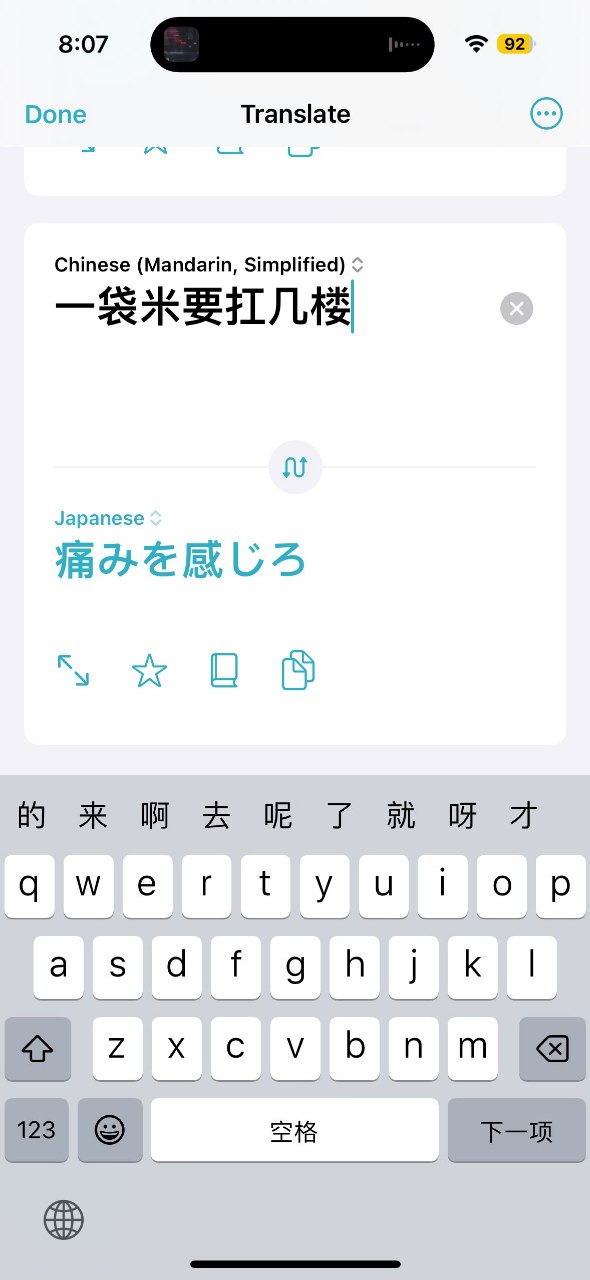 8:07
92
Done
Translate
Chinese (Mandarin, Simplified)
一袋米要扛几楼
Japanese
痛みを感じろ
的 来 啊 去 呢 了 就 呀 才
q w e r t y u i o p
a s d f g h j k l
z x c v b n m
123 空格 下一项